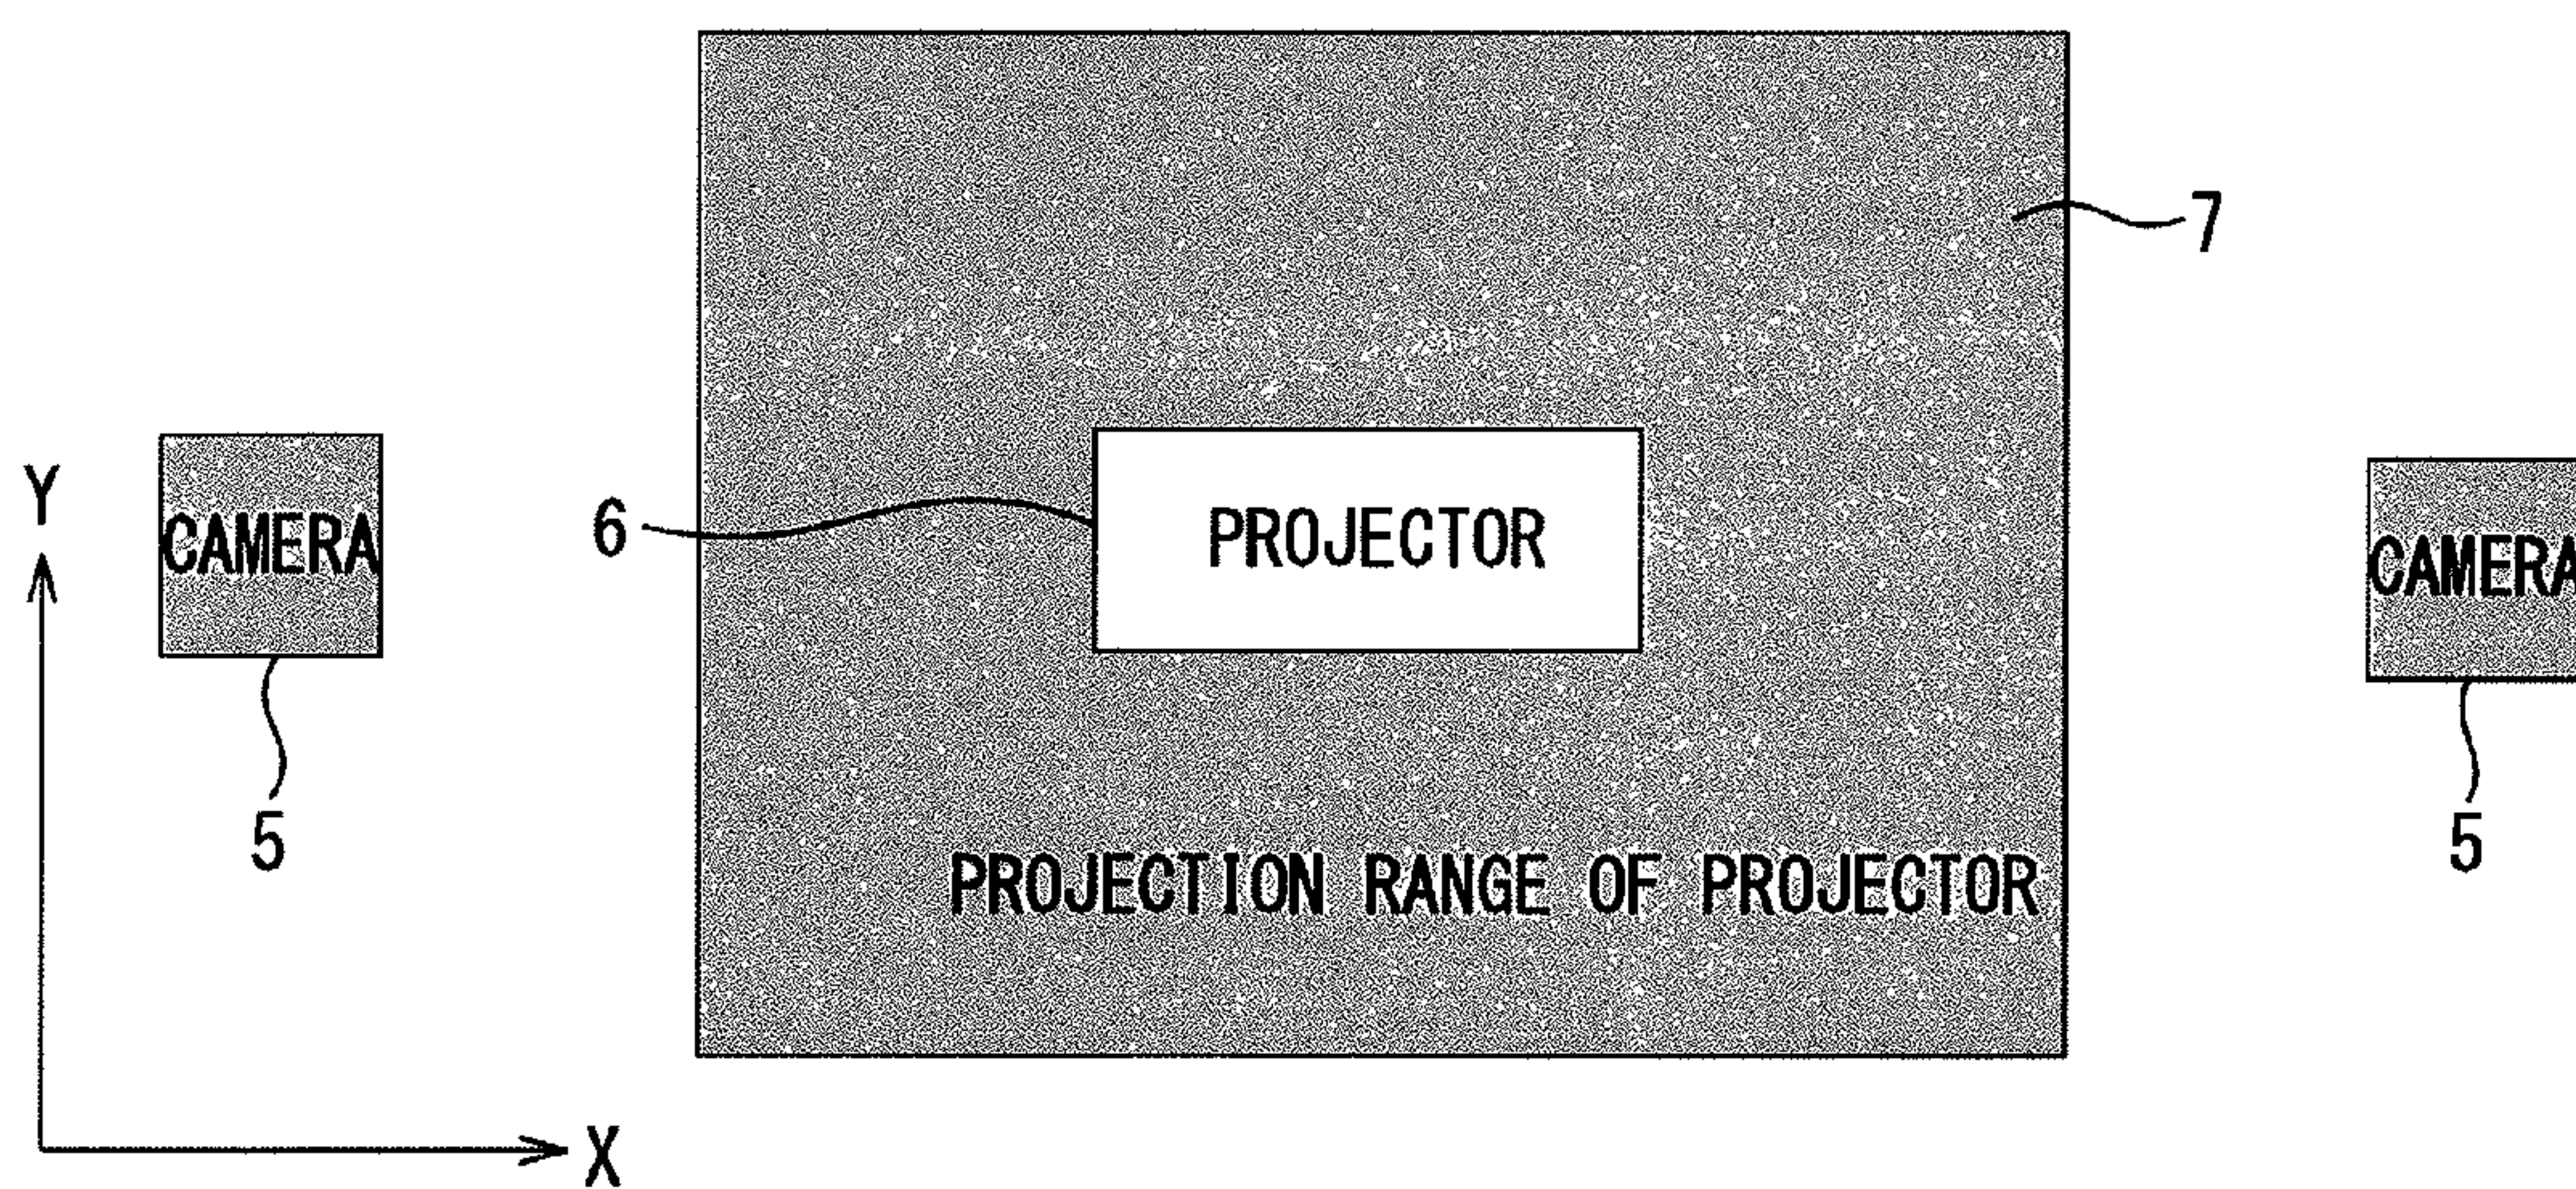 7
Y
CAMERA
6
PROJECTOR
CAMERA
5
PROJECTION RANGE OF PROJECTOR
5
X